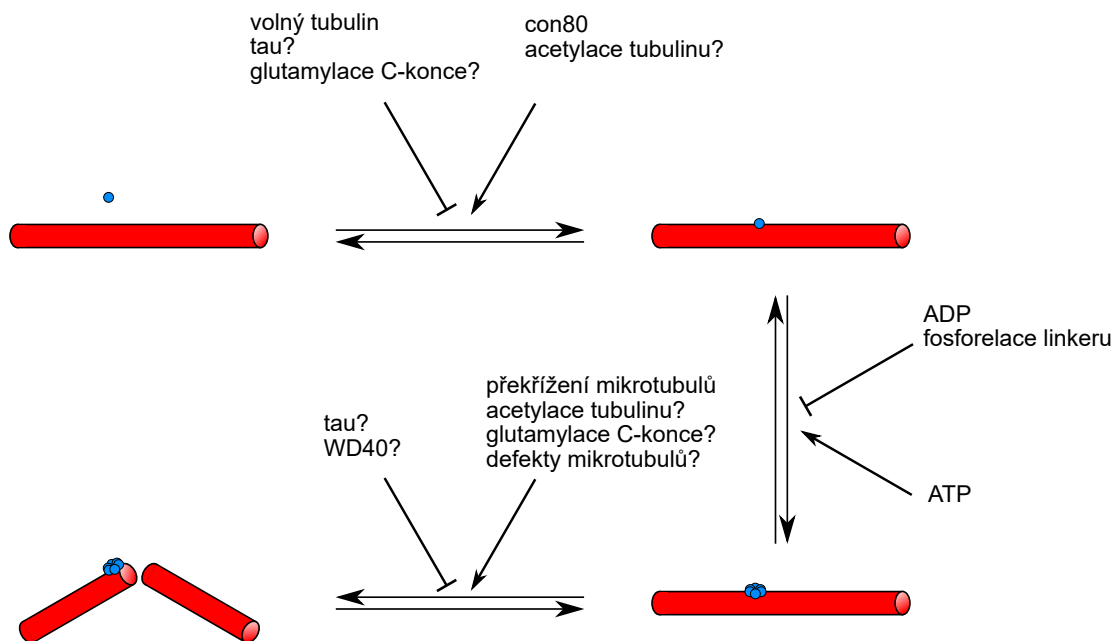 volný tubulin
tau?
glutamylace C-konce?
con80
acetylace tubulinu?
ADP
fosforelace linkeru
překřížení mikrotubulů
acetylace tubulinu?
glutamylace C-konce?
defekty mikrotubulů?
tau?
WD40?
ATP